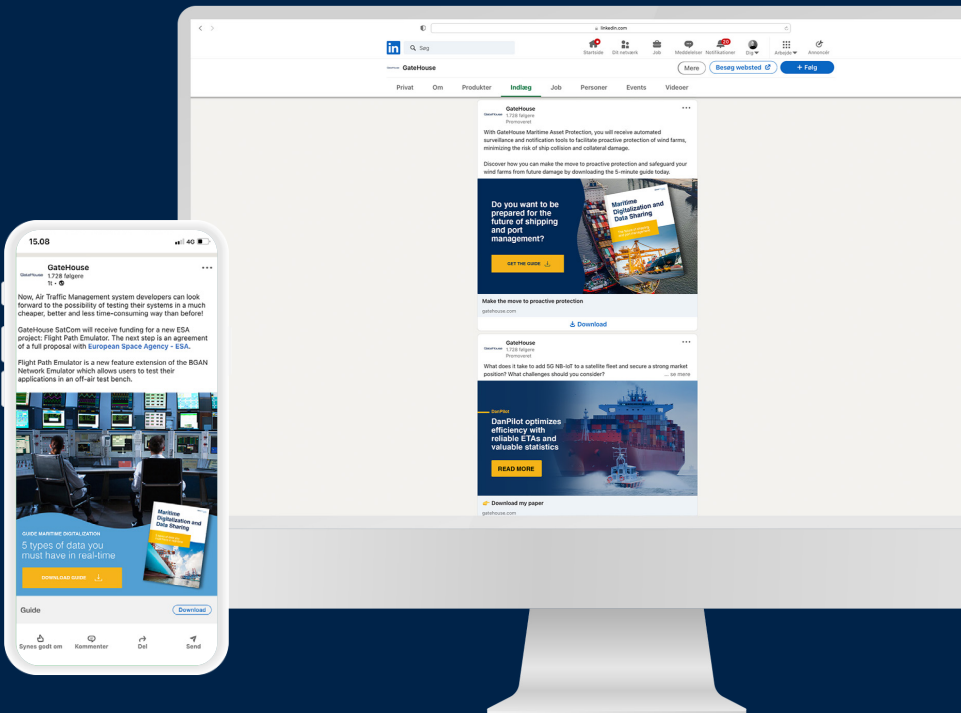 linkedin.com
in
Søg
Startside
Dit netværk
Job
Meddelelser
20
Notifikationer
Dig
Arbejde
Annoncér
GateHouse
Mere
Besøg websted
+ Følg
Privat
Om
Produkter
Indlæg
Job
Personer
Events
Videoer
GateHouse
1.728 følgere
Promoveret
With GateHouse Maritime Asset Protection, you will receive automated
surveillance and notification tools to facilitate proactive protection of wind farms,
minimizing the risk of ship collision and collateral damage.
Discover how you can make the move to proactive protection and safeguard your
wind farms from future damage by downloading the 5-minute guide today.
Do you want to be
prepared for the
future of shipping
and port
management?
GET THE GUIDE
Maritime
Digitalization and
Data Sharing
Make the move to proactive protection
gatehouse.com
Download
GateHouse
1.728 følgere
Promoveret
What does it take to add 5G NB-IoT to a satellite fleet and secure a strong market
position? What challenges should you consider?
... se mere
DanPilot
DanPilot optimizes
efficiency with
reliable ETAs and
valuable statistics
READ MORE
👉 Download my paper
gatehouse.com
15.08
4G
GateHouse
GateHouse
1.728 følgere
1t •
Now, Air Traffic Management system developers can look
forward to the possibility of testing their systems in a much
cheaper, better and less time-consuming way than before!
GateHouse SatCom will receive funding for a new ESA
project: Flight Path Emulator. The next step is an agreement
of a full proposal with European Space Agency - ESA.
Flight Path Emulator is a new feature extension of the BGAN
Network Emulator which allows users to test their
applications in an off-air test bench.
Maritime
Digitalization and
Data Sharing
GUIDE MARITIME DIGITALIZATION
5 types of data you
must have in real-time
DOWNLOAD GUIDE
Guide
Download
Synes godt om
Kommenter
Del
Send